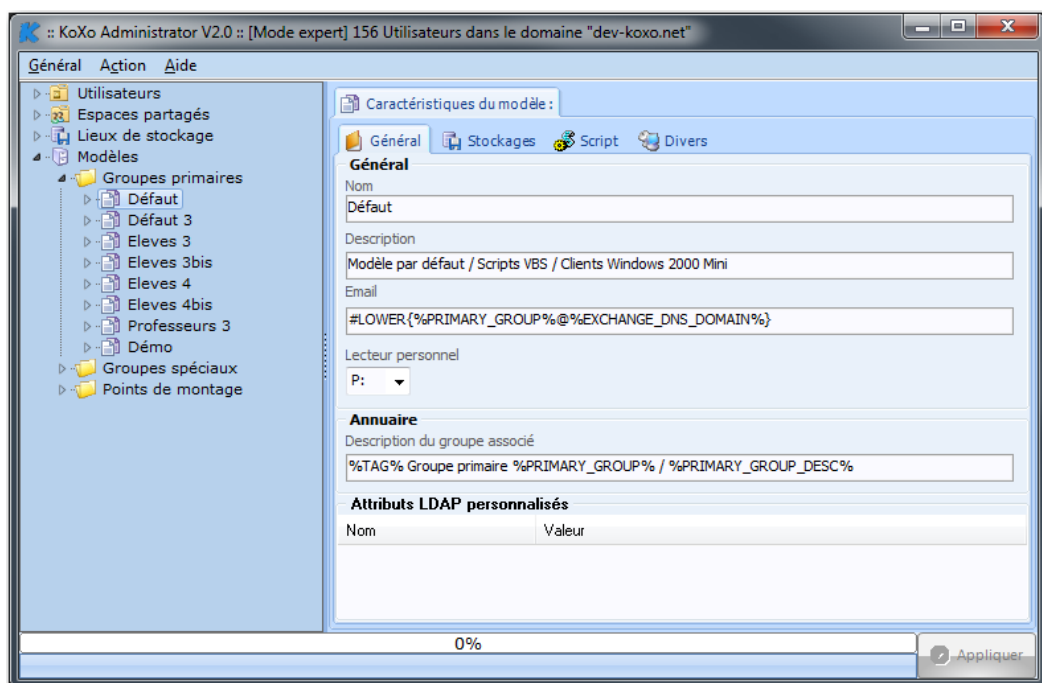 :: KoXo Administrator V2.0 :: [Mode expert] 156 Utilisateurs dans le domaine "dev-koxo.net"
Général Action Aide
Utilisateurs
Espaces partagés
Lieux de stockage
Modèles
Groupes primaires
Défaut
Défaut 3
Eleves 3
Eleves 3bis
Eleves 4
Eleves 4bis
Professeurs 3
Démo
Groupes spéciaux
Points de montage
Caractéristiques du modèle :
Général Stockages Script Divers
Général
Nom
Défaut
Description
Modèle par défaut / Scripts VBS / Clients Windows 2000 Mini
Email
#LOWER{%PRIMARY_GROUP%@%EXCHANGE_DNS_DOMAIN%}
Lecteur personnel
P:
Annuaire
Description du groupe associé
%TAG% Groupe primaire %PRIMARY_GROUP% / %PRIMARY_GROUP_DESC%
Attributs LDAP personnalisés
Nom Valeur
0%
Appliquer